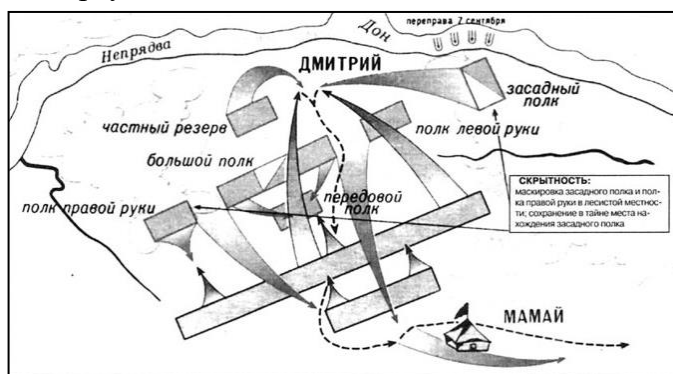 переправа 7 сентября
Дон
Непрядва
ДМИТРИЙ
засадный
полк
частный резерв
полк левой руки
большой полк
передовой
полк
полк правой руки
СКРЫТНОСТЬ:
маскировка засадного полка и пол-
ка правой руки в лесистой местнос-
ти; сохранение в тайне места на-
хождения засадного полка
МАМАЙ